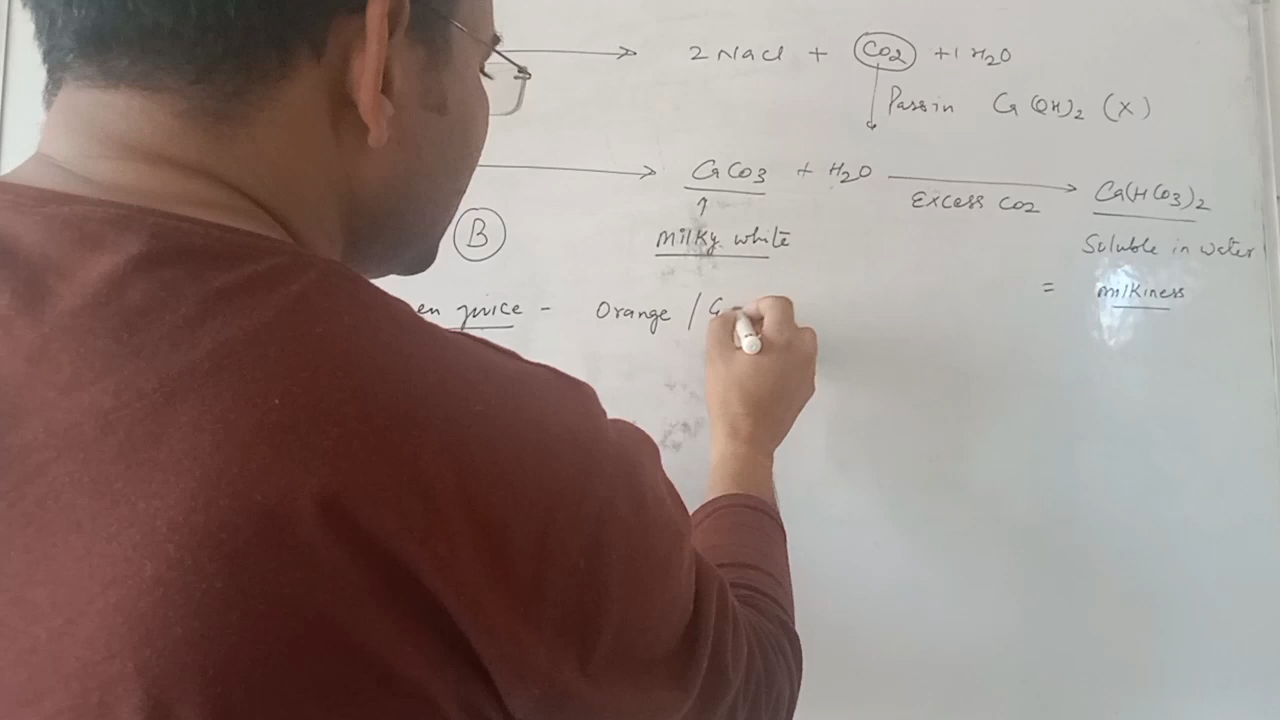 2 NaCl + CO2 + 1 H2O
Pass in Ca(OH)2 (X)
CaCO3 + H2O
Excess CO2
Ca(HCO3)2
B
Milky white
Soluble in water
= milkiness
en juice - Orange /